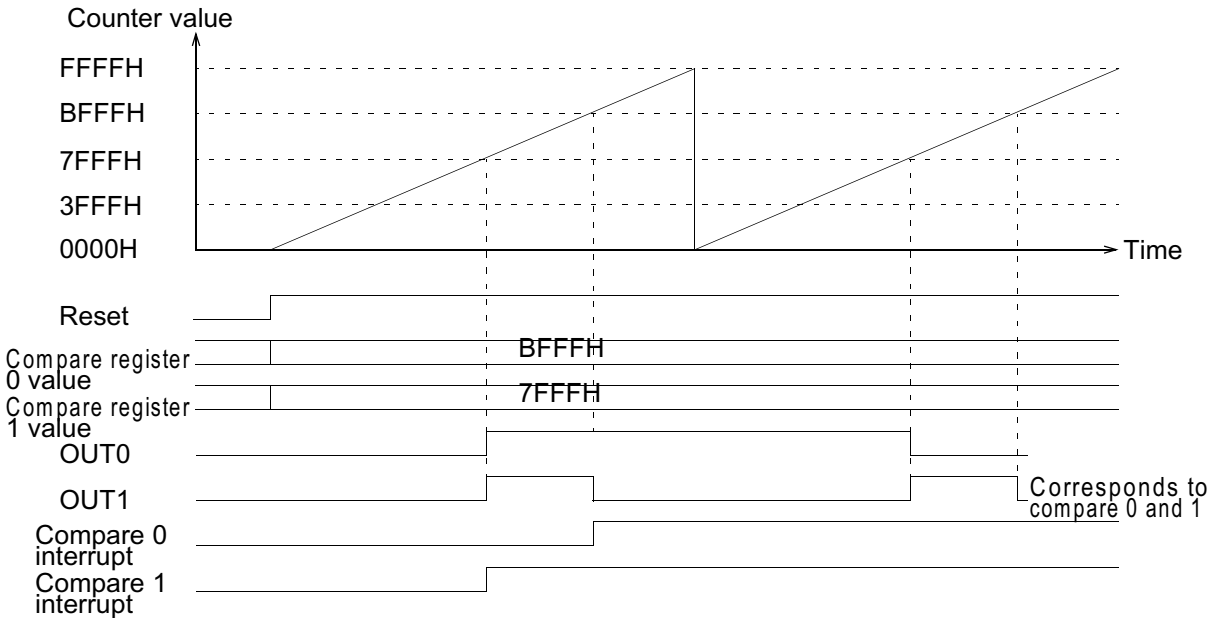 Counter value
FFFFH
BFFFH
7FFFH
3FFFH
0000H
Time
Reset
Compare register
0 value
BFFFH
Compare register
1 value
7FFFH
OUT0
OUT1
Corresponds to
compare 0 and 1
Compare 0
interrupt
Compare 1
interrupt